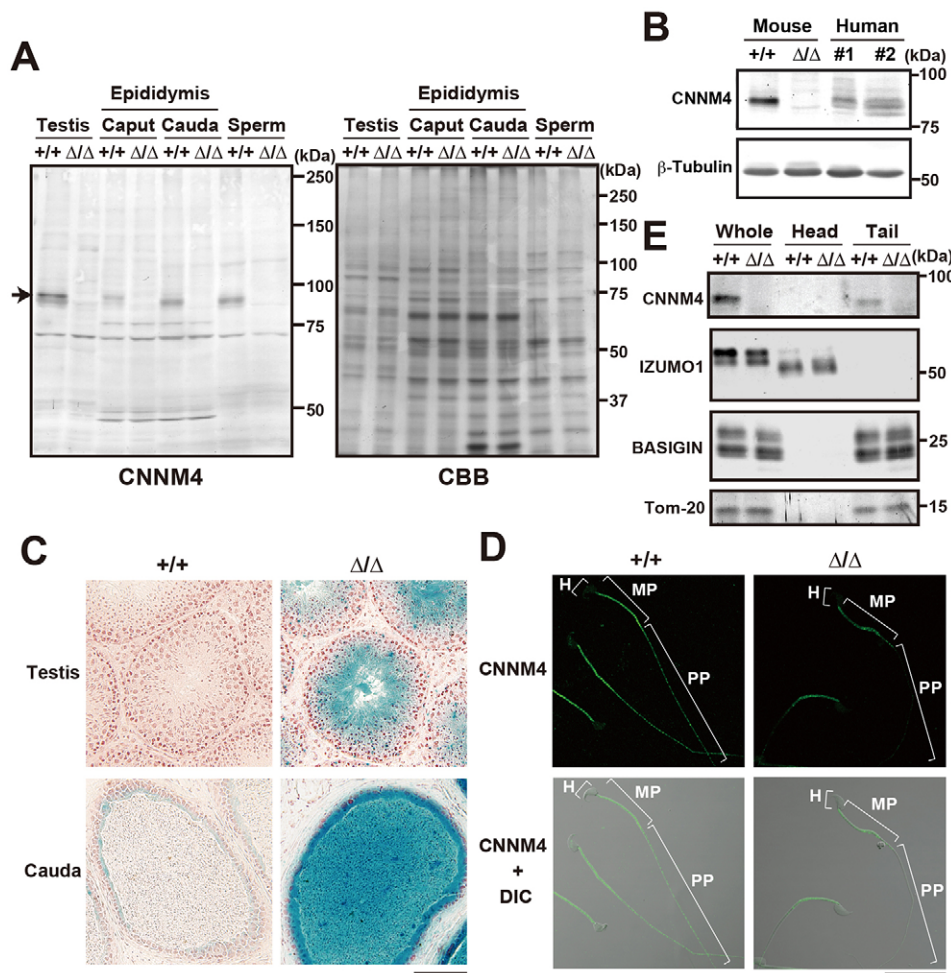 A
Epididymis
Testis Caput Cauda Sperm
+/+ Δ/Δ +/+ Δ/Δ +/+ Δ/Δ +/+ Δ/Δ (kDa)
250
150
100
75
50
CNNM4
Epididymis
Testis Caput Cauda Sperm
+/+ Δ/Δ +/+ Δ/Δ +/+ Δ/Δ +/+ Δ/Δ (kDa)
250
150
100
75
50
37
CBB
B
Mouse Human
+/+ Δ/Δ #1 #2 (kDa)
CNNM4
100
75
β-Tubulin
50
E
Whole Head Tail
+/+ Δ/Δ +/+ Δ/Δ +/+ Δ/Δ (kDa)
100
CNNM4
75
IZUMO1
50
BASIGIN
25
Tom-20
15
C
+/+ Δ/Δ
Testis
Cauda
D
+/+ Δ/Δ
CNNM4
H MP PP
H MP PP
CNNM4
+
DIC
H MP PP
H MP PP